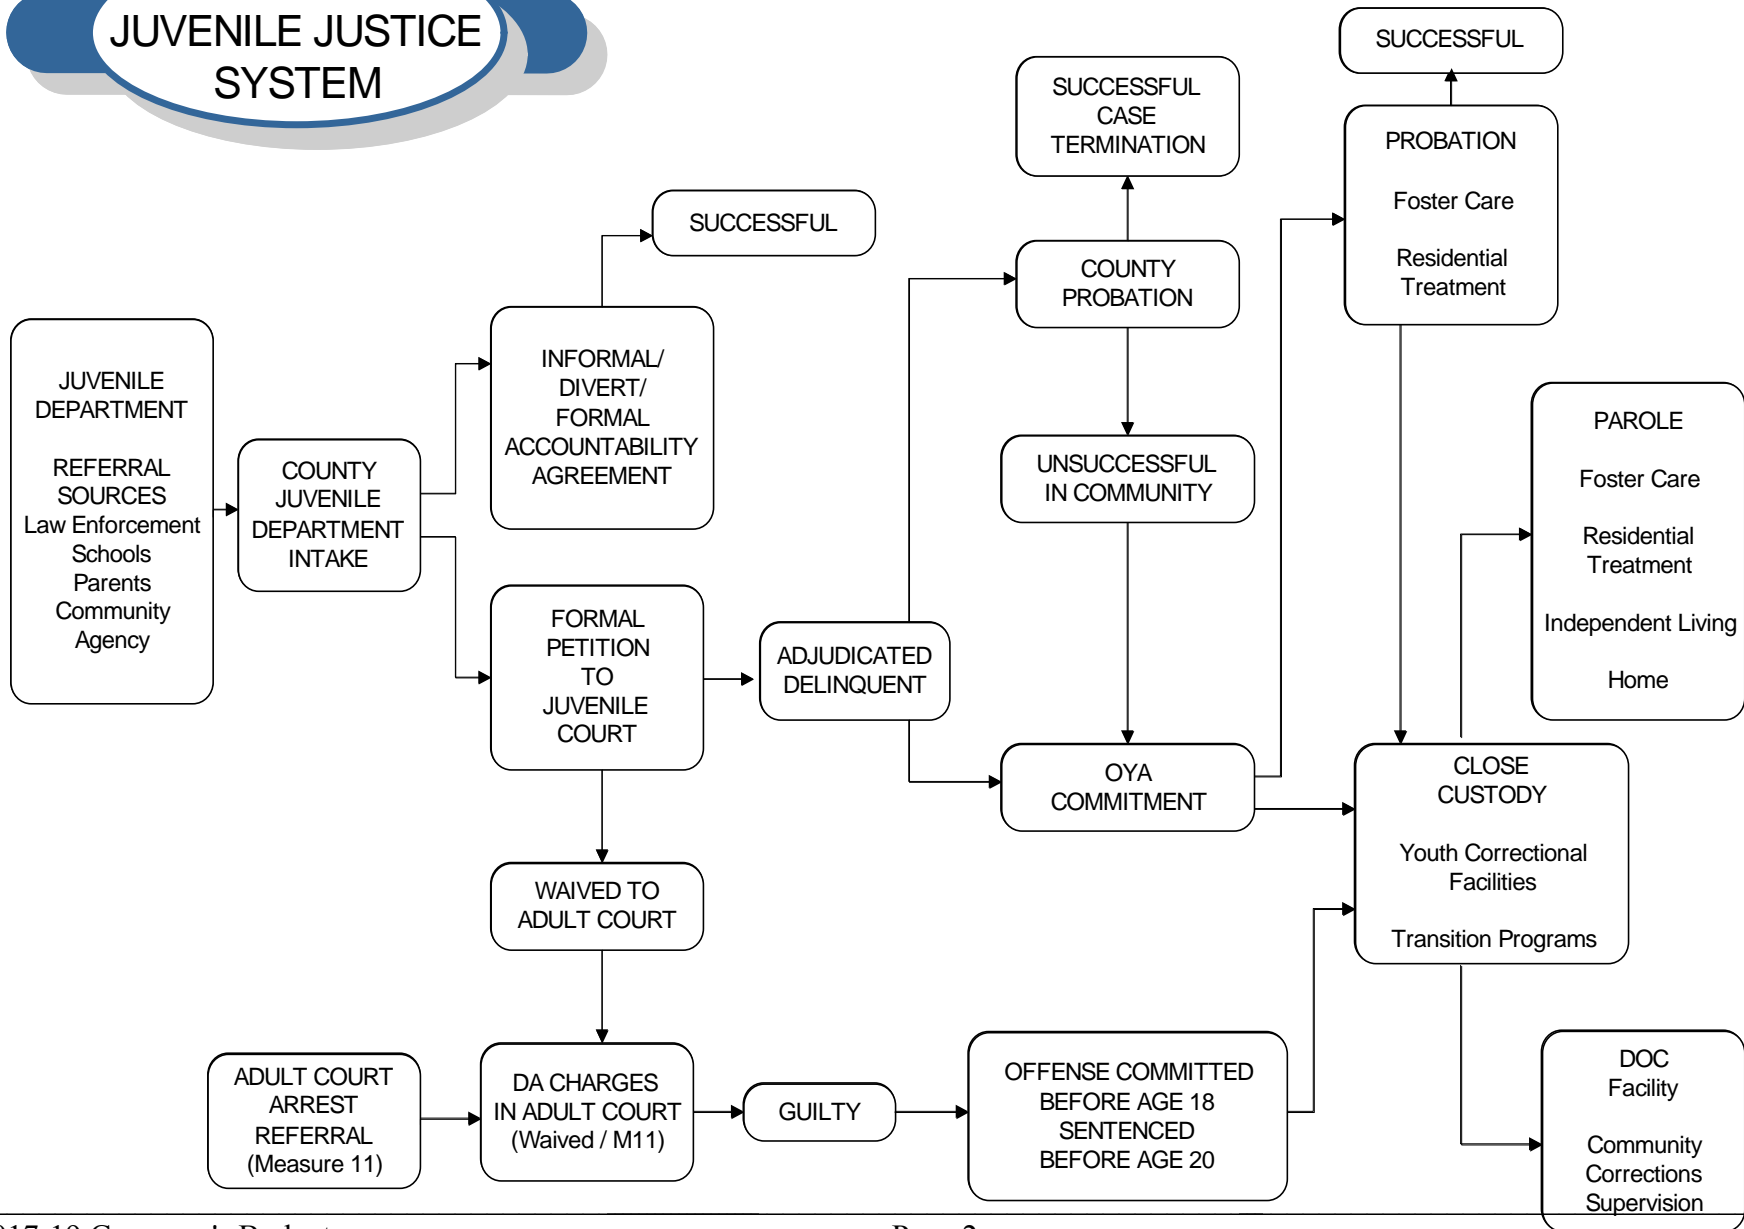 JUVENILE JUSTICE
SYSTEM
SUCCESSFUL
SUCCESSFUL
CASE
TERMINATION
PROBATION
Foster Care
Residential
Treatment
SUCCESSFUL
COUNTY
PROBATION
JUVENILE
DEPARTMENT
REFERRAL
SOURCES
Law Enforcement
Schools
Parents
Community
Agency
COUNTY
JUVENILE
DEPARTMENT
INTAKE
INFORMAL/
DIVERT/
FORMAL
ACCOUNTABILITY
AGREEMENT
UNSUCCESSFUL
IN COMMUNITY
PAROLE
Foster Care
Residential
Treatment
Independent Living
Home
FORMAL
PETITION
TO
JUVENILE
COURT
ADJUDICATED
DELINQUENT
OYA
COMMITMENT
CLOSE
CUSTODY
Youth Correctional
Facilities
Transition Programs
WAIVED TO
ADULT COURT
ADULT COURT
ARREST
REFERRAL
(Measure 11)
DA CHARGES
IN ADULT COURT
(Waived / M11)
GUILTY
OFFENSE COMMITTED
BEFORE AGE 18
SENTENCED
BEFORE AGE 20
DOC
Facility
Community
Corrections
Supervision